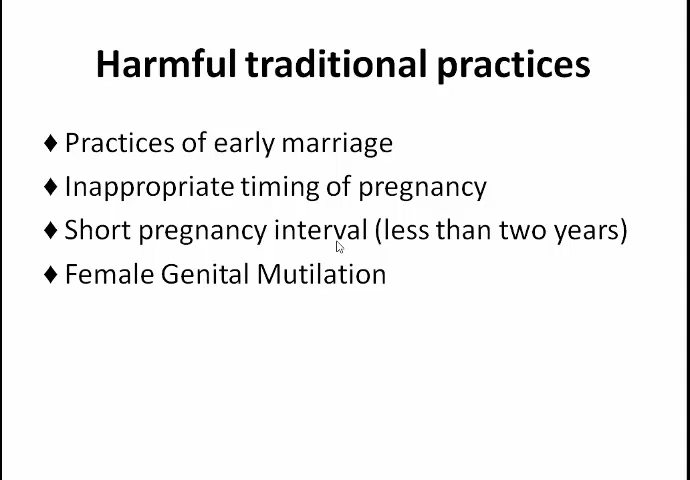 Harmful traditional practices
♦ Practices of early marriage
♦ Inappropriate timing of pregnancy
♦ Short pregnancy interval (less than two years)
♦ Female Genital Mutilation